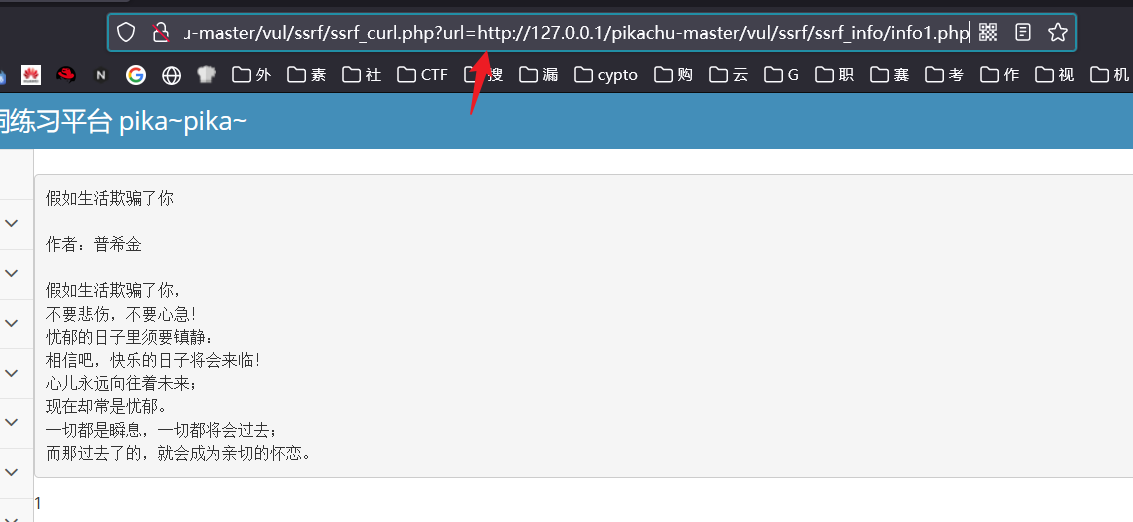 u-master/vul/ssrf/ssrf_curl.php?url=http://127.0.0.1/pikachu-master/vul/ssrf/ssrf_info/info1.php
N G 外 素 社 CTF 搜 漏 cypto 购 云 G 职 赛 考 作 视 机
练习平台 pika~pika~
假如生活欺骗了你
作者：普希金
假如生活欺骗了你，
不要悲伤，不要心急！
忧郁的日子里须要镇静：
相信吧，快乐的日子将会来临！
心儿永远向往着未来；
现在却常是忧郁。
一切都是瞬息，一切都将会过去；
而那过去了的，就会成为亲切的怀恋。
1